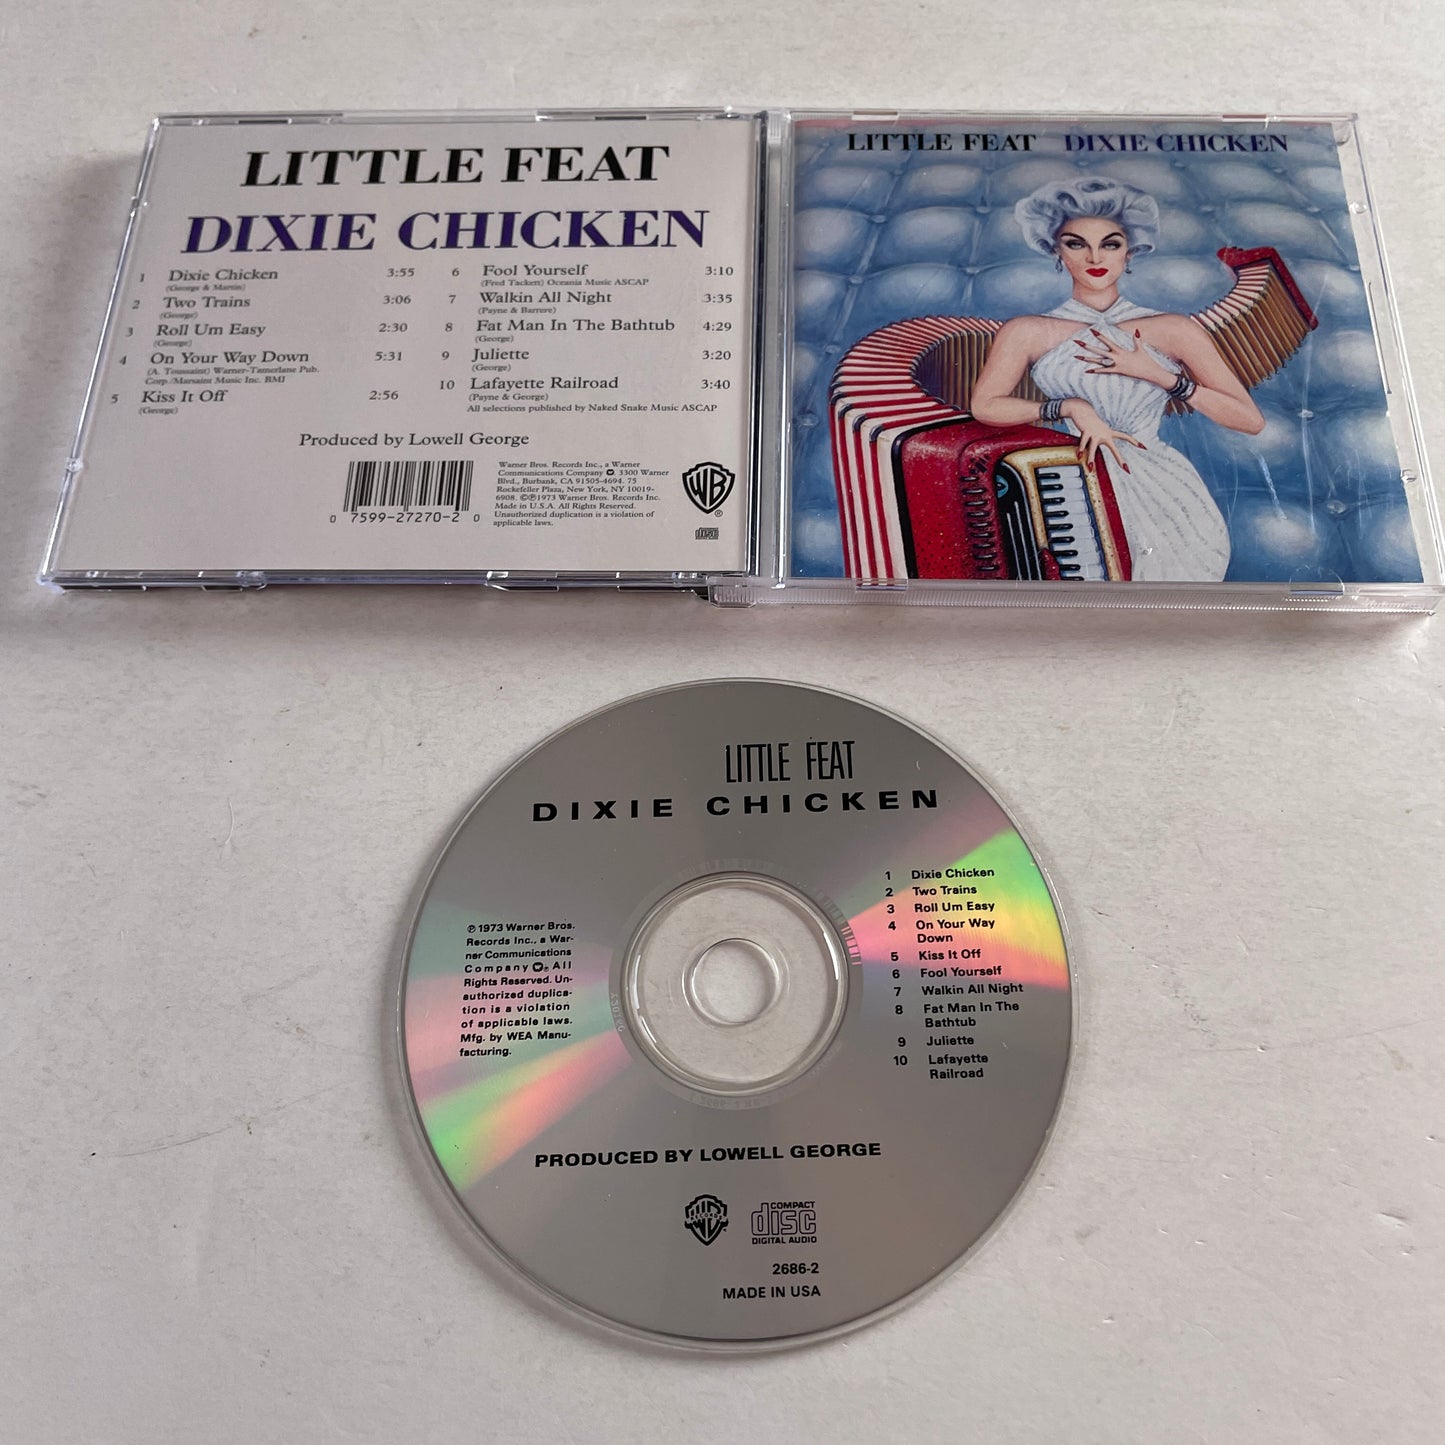 LITTLE FEAT
DIXIE CHICKEN
1 Dixie Chicken 3:55
(George & Martin)
2 Two Trains 3:06
(George)
3 Roll Um Easy 2:30
(George)
4 On Your Way Down 5:31
(A. Toussaint) Warner-Tamerlane Pub.
Corp./Marsaint Music Inc. BMI
5 Kiss It Off 2:56
(George)
6 Fool Yourself 3:10
(Fred Tacken) Oceania Music ASCAP
7 Walkin All Night 3:35
(Payne & Barrere)
8 Fat Man In The Bathtub 4:29
(George)
9 Juliette 3:20
(George)
10 Lafayette Railroad 3:40
(Payne & George)
All selections published by Naked Snake Music ASCAP
Produced by Lowell George
0 7599-27270-2 0
Warner Bros. Records Inc., a Warner
Communications Company 3300 Warner
Blvd., Burbank, CA 91505-4694. 75
Rockefeller Plaza, New York, NY 10019-
6908. ©℗1973 Warner Bros. Records Inc.
Made in U.S.A. All Rights Reserved.
Unauthorized duplication is a violation of
applicable laws.
WB
®
disc
LITTLE FEAT DIXIE CHICKEN
LITTLE FEAT
DIXIE CHICKEN
℗ 1973 Warner Bros.
Records Inc., a War-
ner Communications
Company All
Rights Reserved. Un-
authorized duplica-
tion is a violation
of applicable laws.
Mfg. by WEA Manu-
facturing.
1 Dixie Chicken
2 Two Trains
3 Roll Um Easy
4 On Your Way
Down
5 Kiss It Off
6 Fool Yourself
7 Walkin All Night
8 Fat Man In The
Bathtub
9 Juliette
10 Lafayette
Railroad
PRODUCED BY LOWELL GEORGE
RECORDS
COMPACT
disc
DIGITAL AUDIO
2686-2
MADE IN USA